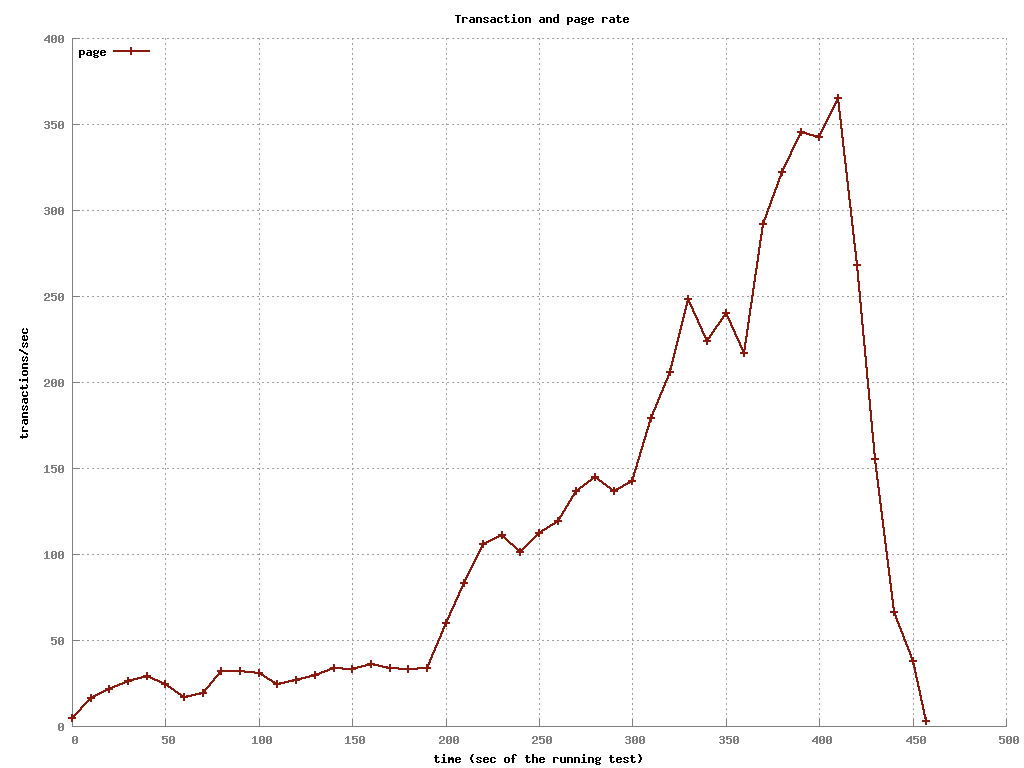 Transaction and page rate
page
transactions/sec
400
350
300
250
200
150
100
50
0
0 50 100 150 200 250 300 350 400 450 500
time (sec of the running test)